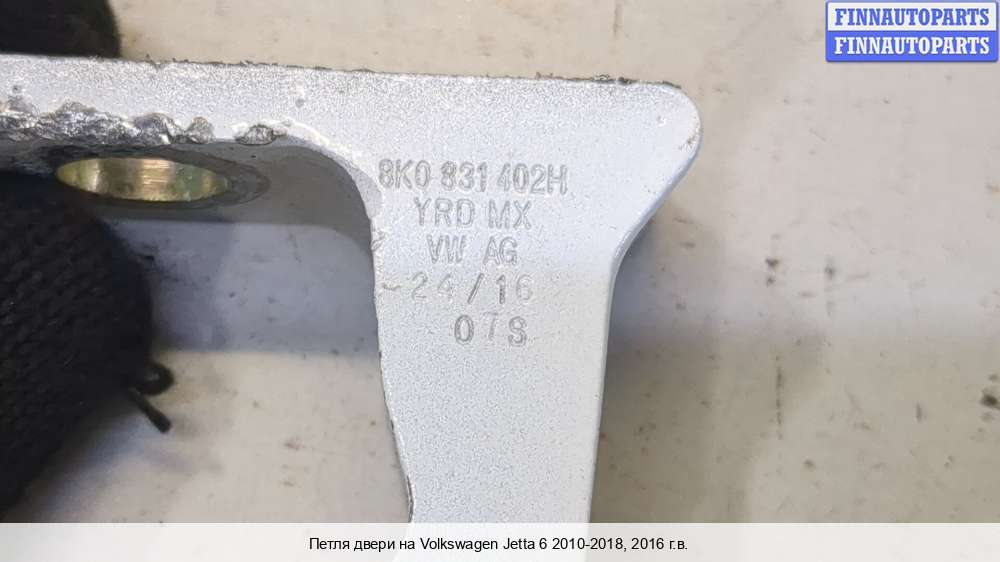 FINNAUTOPARTS
FINNAUTOPARTS
8K0 831 402H
YRD MX
VW AG
24/16
07S
Петля двери на Volkswagen Jetta 6 2010-2018, 2016 г.в.